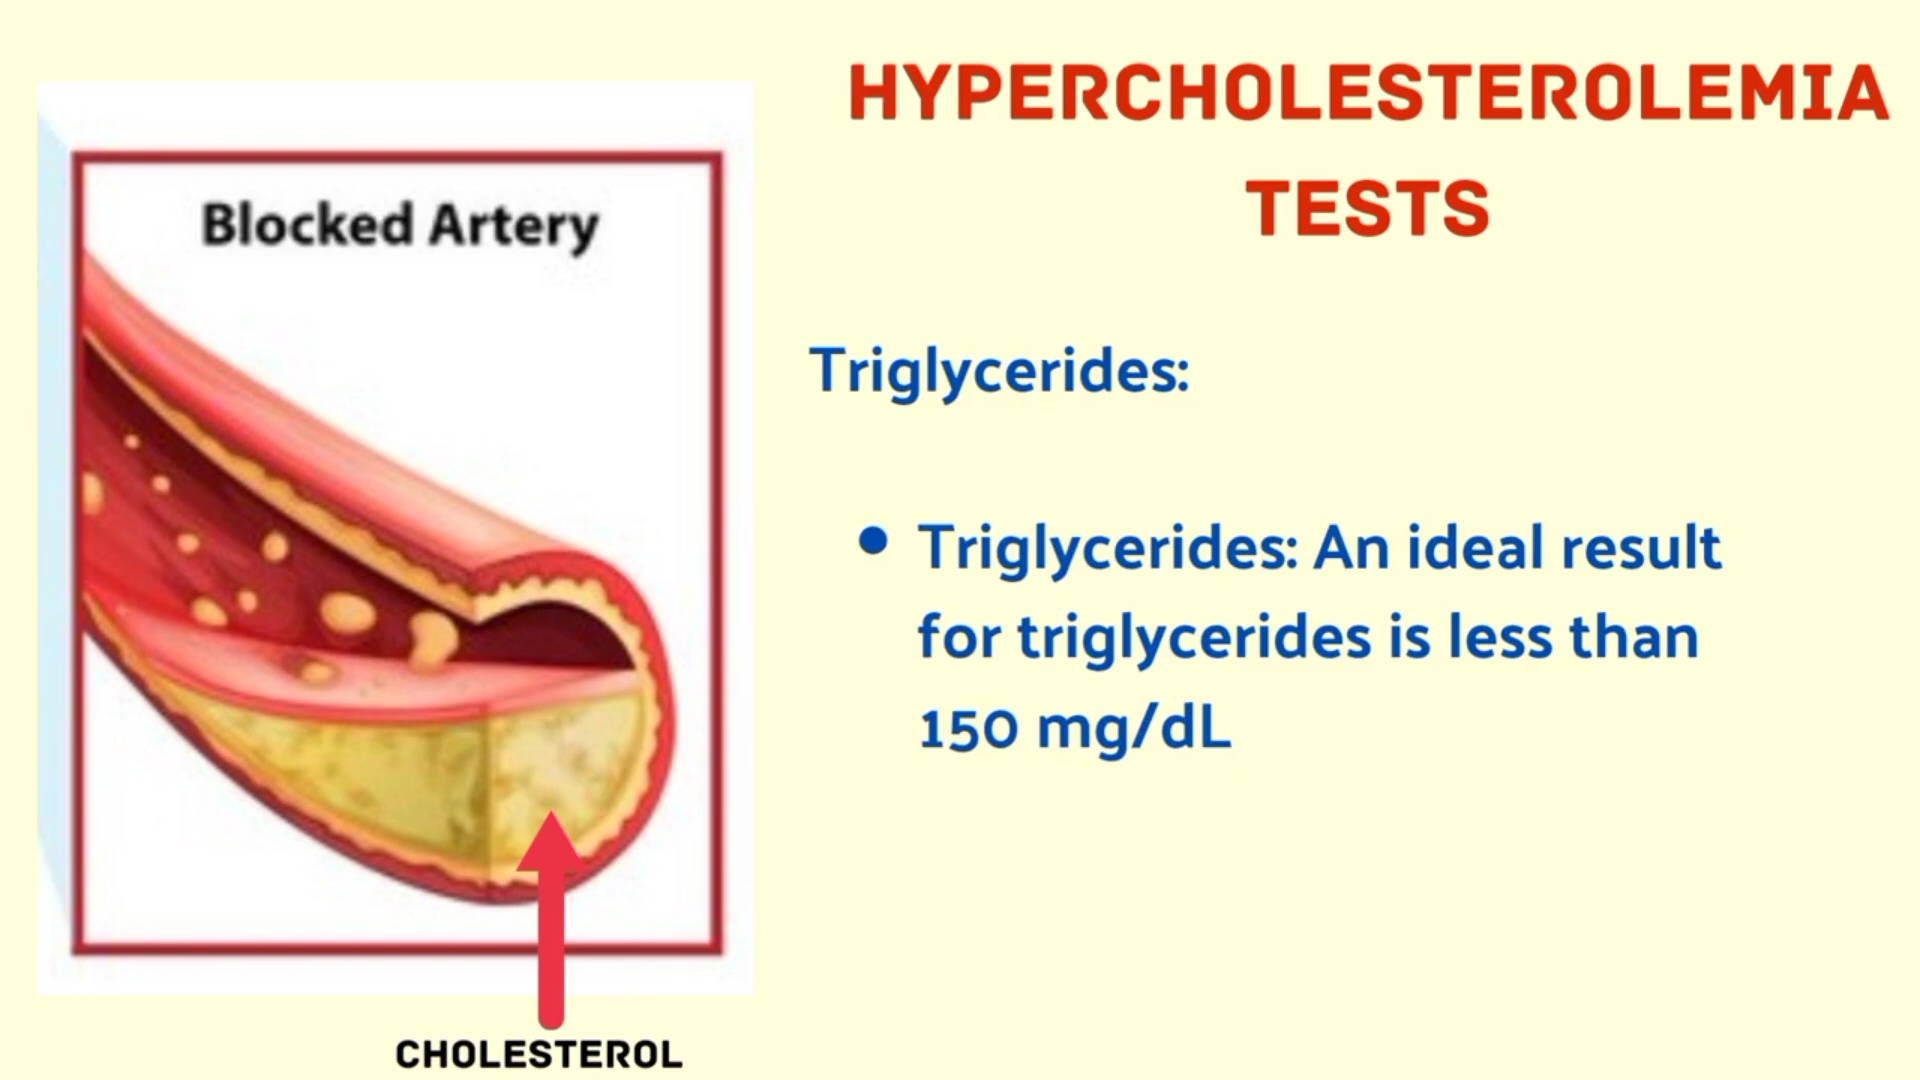 HYPERCHOLESTEROLEMIA
TESTS
Blocked Artery
Triglycerides:
• Triglycerides: An ideal result
for triglycerides is less than
150 mg/dL
CHOLESTEROL